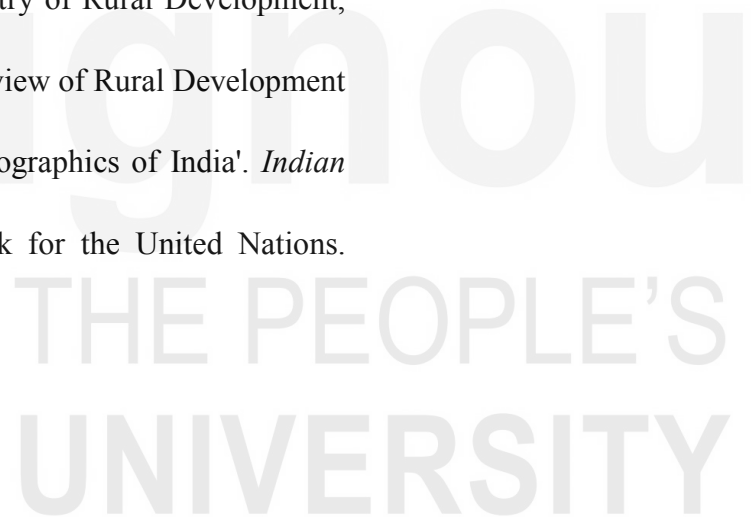 try of Rural Development,
view of Rural Development
ographics of India'. Indian
k for the United Nations.
ignou
THE PEOPLE'S
UNIVERSITY